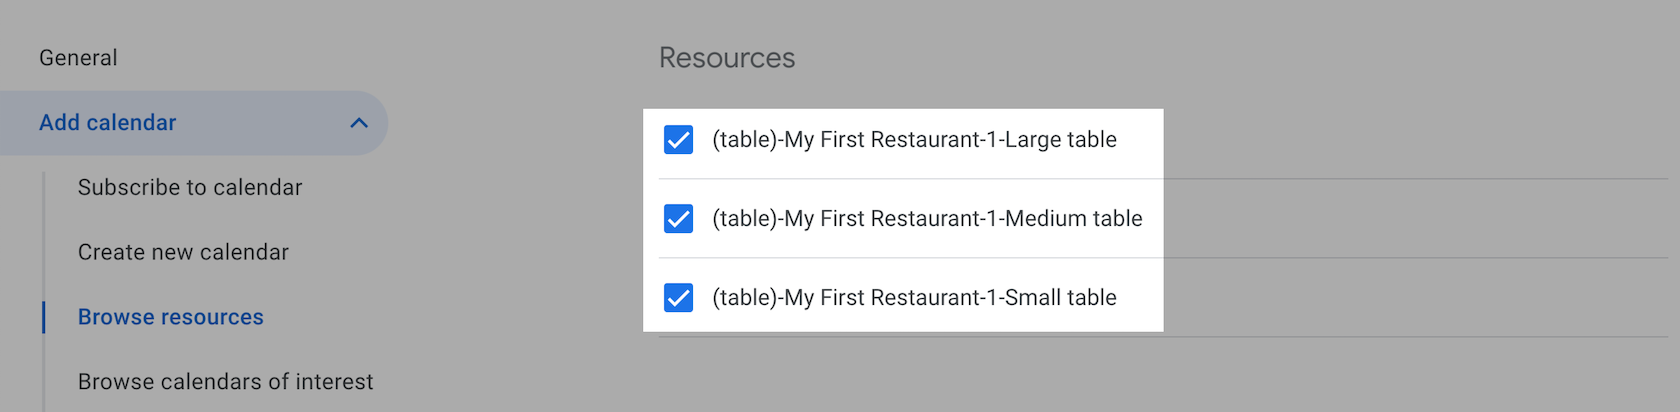 General
Add calendar
Subscribe to calendar
Create new calendar
Browse resources
Browse calendars of interest
Resources
(table)-My First Restaurant-1-Large table
(table)-My First Restaurant-1-Medium table
(table)-My First Restaurant-1-Small table